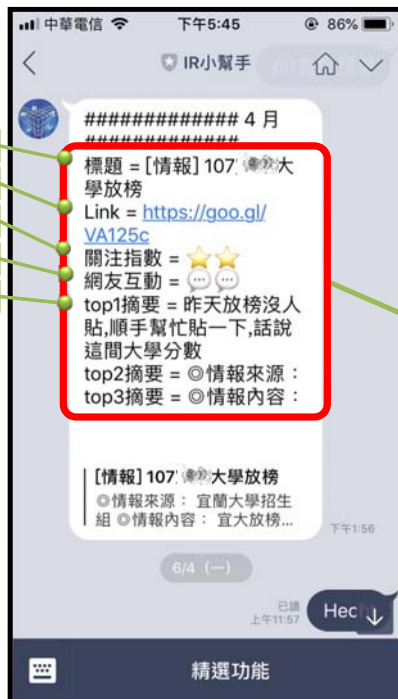 中華電信 下午5:45 86%
IR小幫手
############# 4 月
#############
標題 =[情報] 107 大
學放榜
Link = https://goo.gl/
VA125c
關注指數 = ⭐⭐
網友互動 = 💬💬
top1摘要 = 昨天放榜沒人
貼,順手幫忙貼一下,話說
這間大學分數
top2摘要 = ◎情報來源：
top3摘要 = ◎情報內容：
[情報] 107 大學放榜
◎情報來源： 宜蘭大學招生
組 ◎情報內容： 宜大放榜...
下午1:56
6/4 (一)
已讀
上午11:57
Hec
精選功能